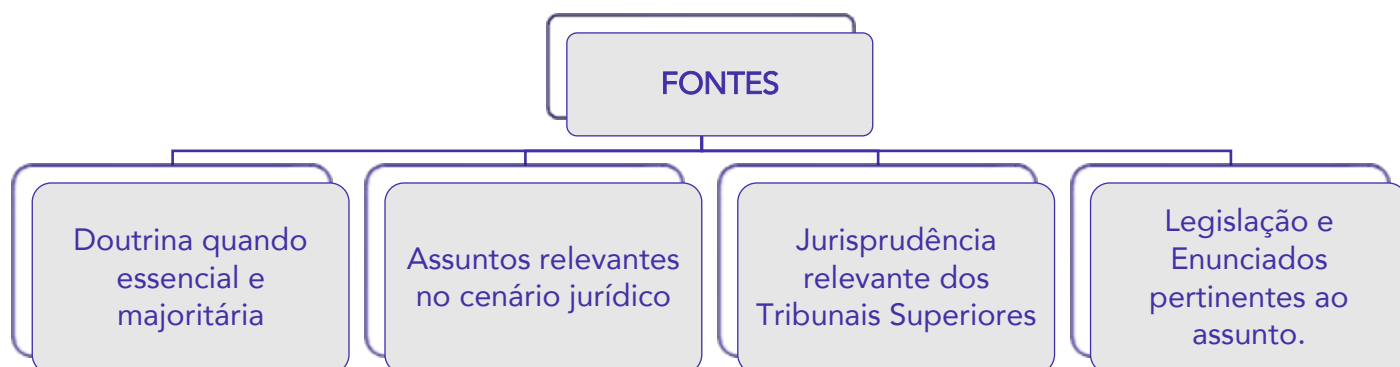 FONTES
Doutrina quando
essencial e
majoritária
Assuntos relevantes
no cenário jurídico
Jurisprudência
relevante dos
Tribunais Superiores
Legislação e
Enunciados
pertinentes ao
assunto.